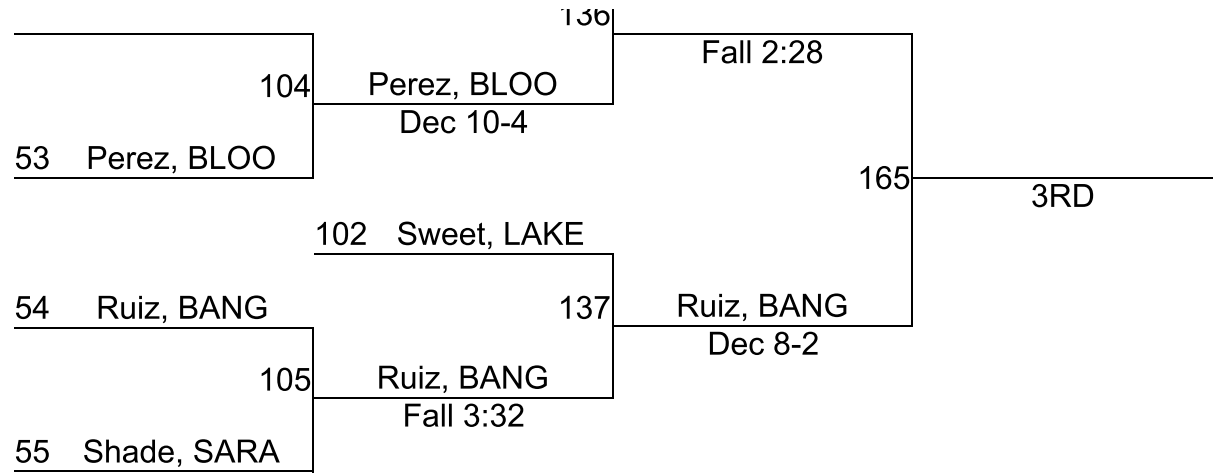 136
Fall 2:28
104
Perez, BLOO
Dec 10-4
53 Perez, BLOO
165
3RD
102 Sweet, LAKE
54 Ruiz, BANG
137
Ruiz, BANG
Dec 8-2
105
Ruiz, BANG
Fall 3:32
55 Shade, SARA